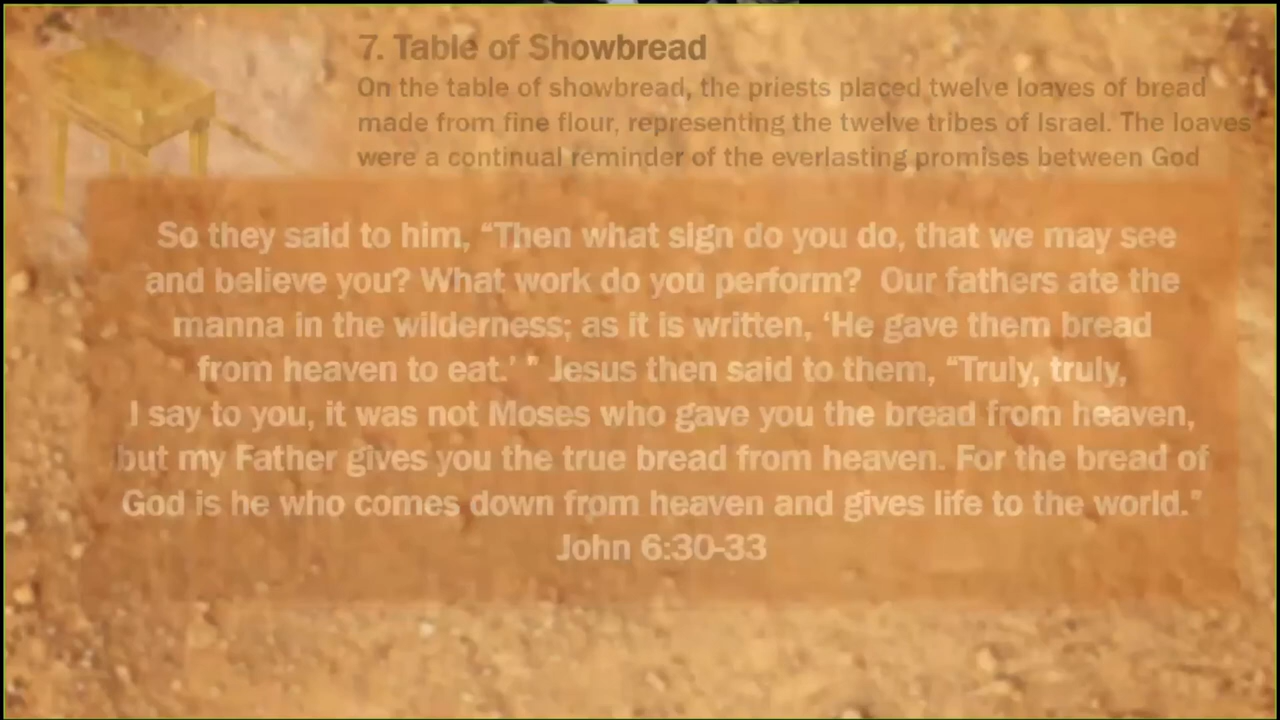 7. Table of Showbread
On the table of showbread, the priests placed twelve loaves of bread
made from fine flour, representing the twelve tribes of Israel. The loaves
were a continual reminder of the everlasting promises between God
So they said to him, “Then what sign do you do, that we may see
and believe you? What work do you perform?  Our fathers ate the
manna in the wilderness; as it is written, ‘He gave them bread
from heaven to eat.’ ” Jesus then said to them, “Truly, truly,
I say to you, it was not Moses who gave you the bread from heaven,
but my Father gives you the true bread from heaven. For the bread of
God is he who comes down from heaven and gives life to the world.”
John 6:30-33